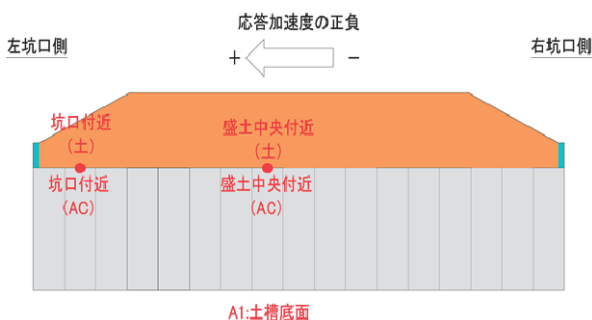 応答加速度の正負
左坑口側
右坑口側
+
−
坑口付近
(土)
盛土中央付近
(土)
坑口付近
(AC)
盛土中央付近
(AC)
A1:土槽底面